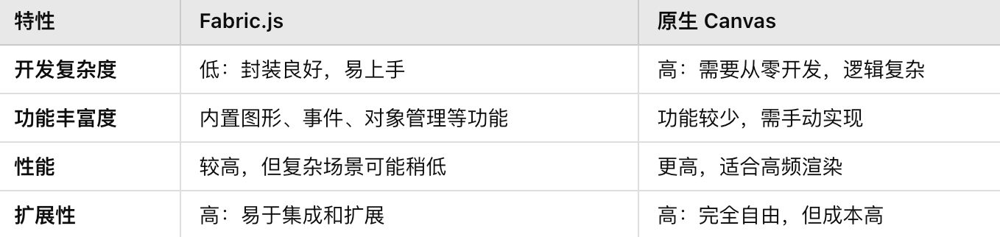 特性 Fabric.js 原生 Canvas
开发复杂度 低：封装良好，易上手 高：需要从零开发，逻辑复杂
功能丰富度 内置图形、事件、对象管理等功能 功能较少，需手动实现
性能 较高，但复杂场景可能稍低 更高，适合高频渲染
扩展性 高：易于集成和扩展 高：完全自由，但成本高